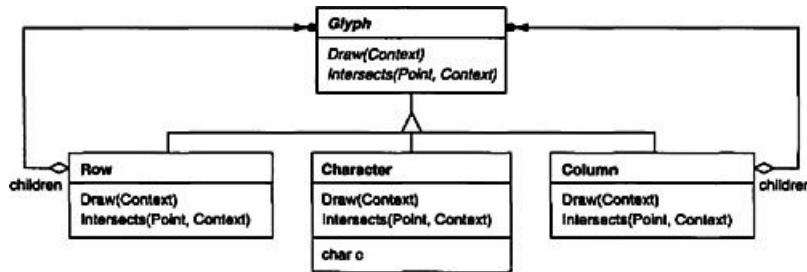 Glyph
Draw(Context)
Intersects(Point, Context)
Row
Draw(Context)
Intersects(Point, Context)
children
Character
Draw(Context)
Intersects(Point, Context)
char c
Column
Draw(Context)
Intersects(Point, Context)
children